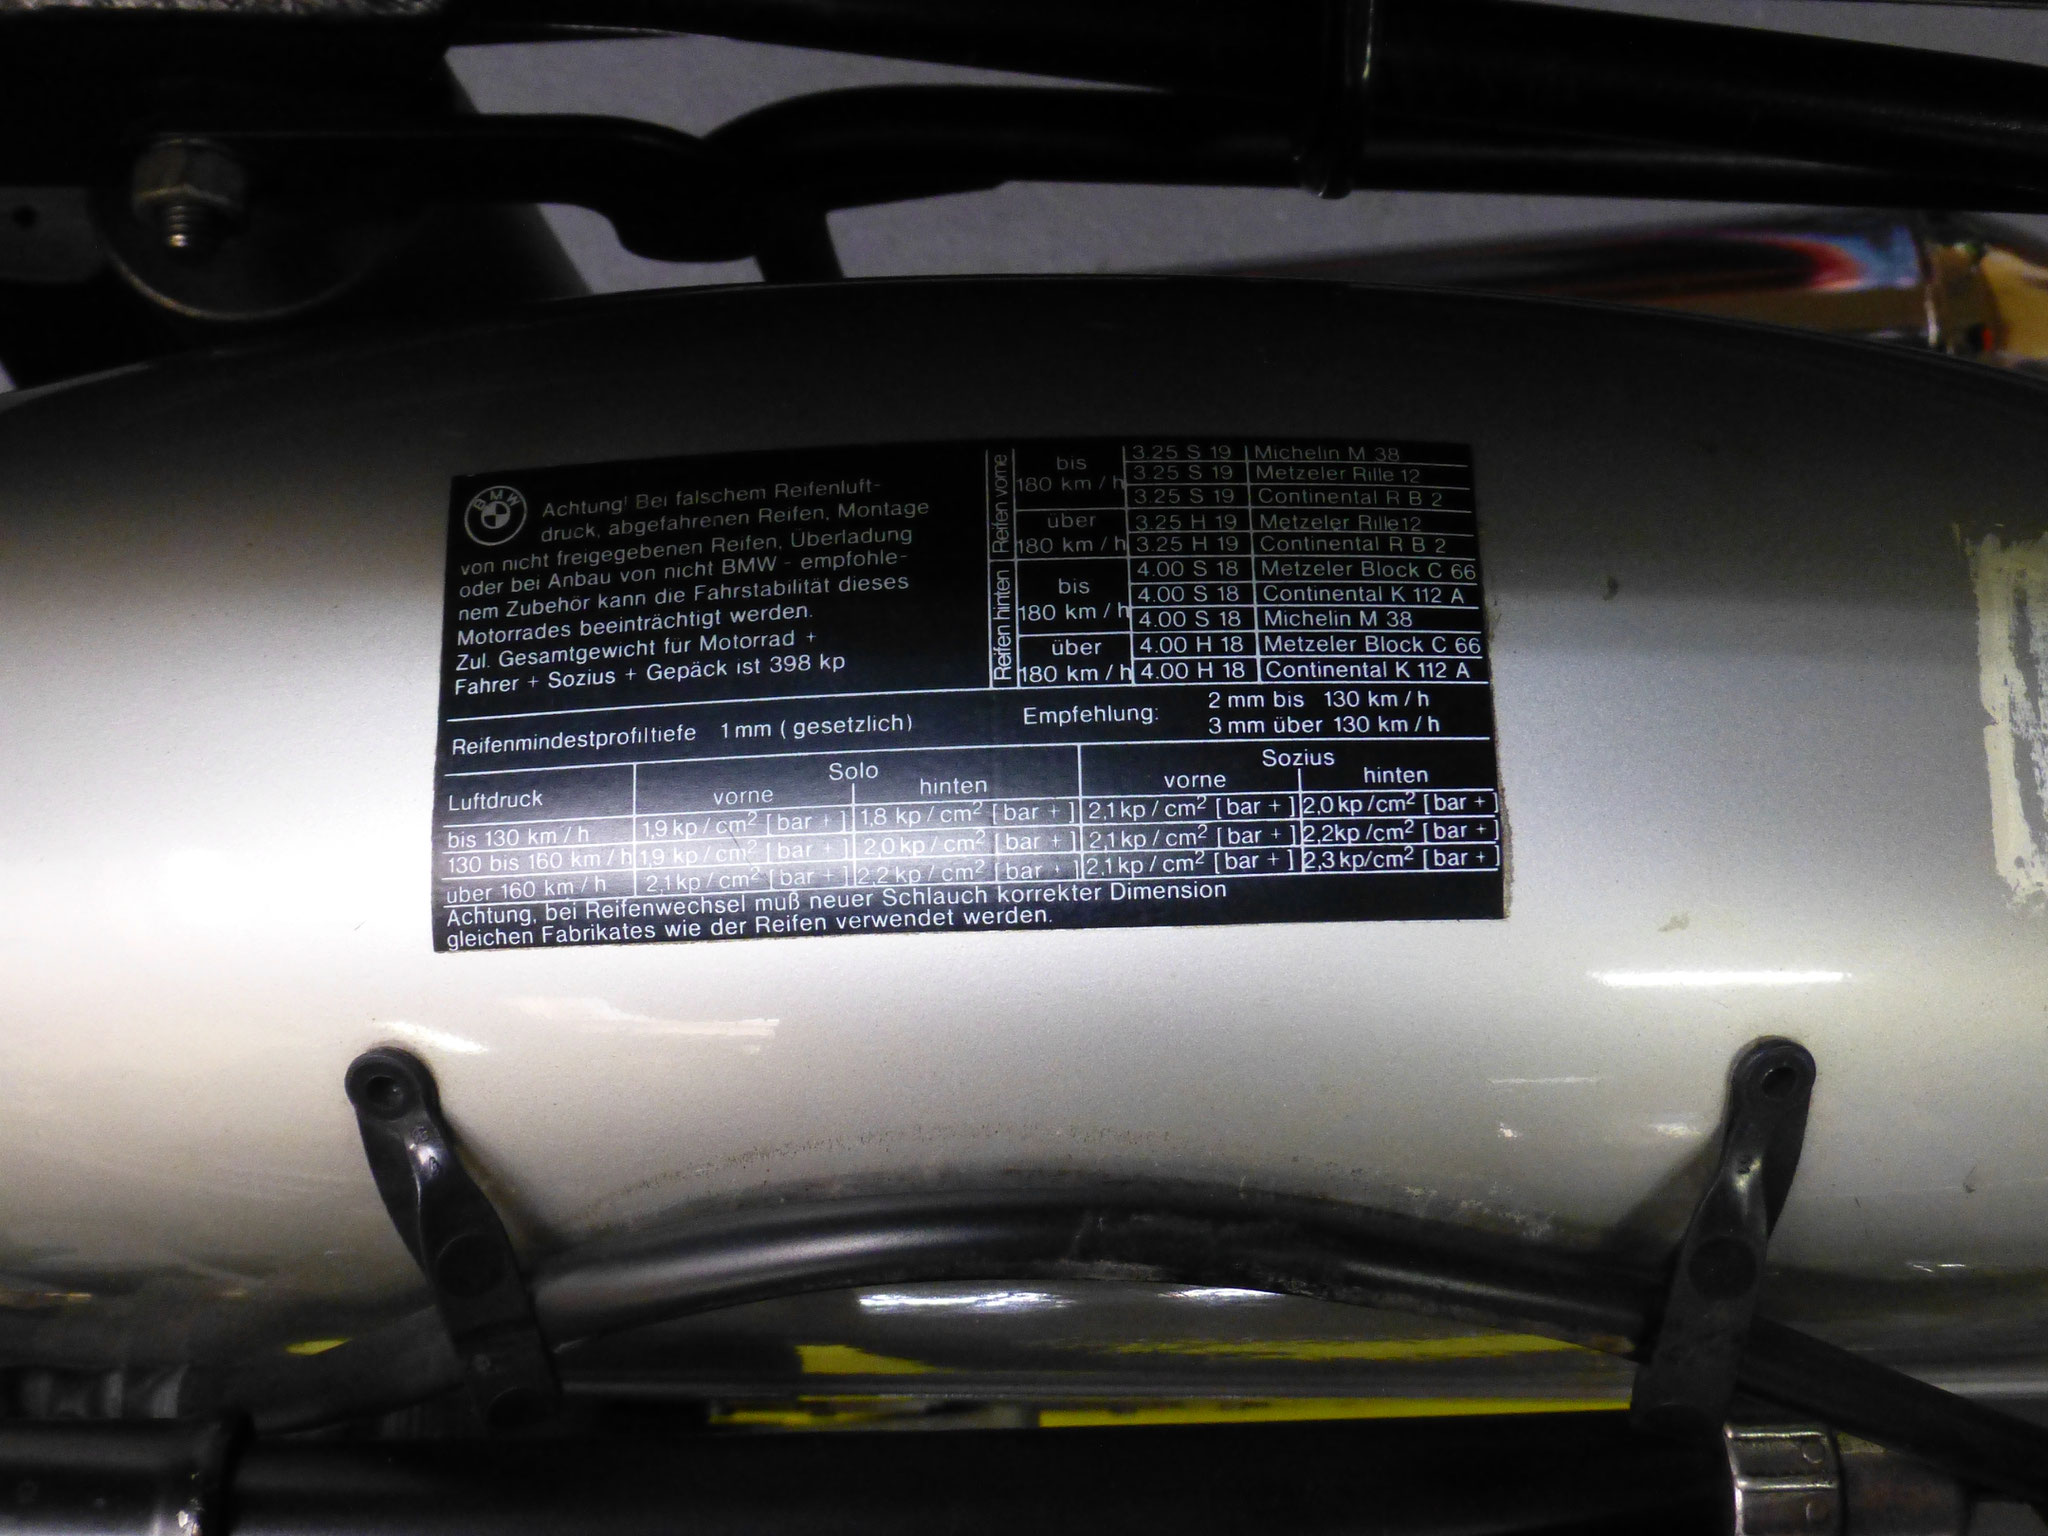 BMW
Achtung! Bei falschem Reifenluft-
druck, abgefahrenen Reifen, Montage
von nicht freigegebenen Reifen, Überladung
oder bei Anbau von nicht BMW - empfohle-
nem Zubehör kann die Fahrstabilität dieses
Motorrades beeinträchtigt werden.
Zul. Gesamtgewicht für Motorrad +
Fahrer + Sozius + Gepäck ist 398 kp
Reifen vorne
bis 180 km / h
3.25 S 19 Michelin M 38
3.25 S 19 Metzeler Rille 12
3.25 S 19 Continental R B 2
über 180 km / h
3.25 H 19 Metzeler Rille 12
3.25 H 19 Continental R B 2
Reifen hinten
bis 180 km / h
4.00 S 18 Metzeler Block C 66
4.00 S 18 Continental K 112 A
4.00 S 18 Michelin M 38
über 180 km / h
4.00 H 18 Metzeler Block C 66
4.00 H 18 Continental K 112 A
Reifenmindestprofiltiefe 1 mm ( gesetzlich) Empfehlung: 2 mm bis 130 km / h
3 mm über 130 km / h
Solo Sozius
Luftdruck vorne hinten vorne hinten
bis 130 km / h 1,9 kp / cm² [ bar + ] 1,8 kp / cm² [ bar + ] 2,1 kp / cm² [ bar + ] 2,0 kp /cm² [ bar + ]
130 bis 160 km / h 1,9 kp / cm² [ bar + ] 2,0 kp / cm² [ bar + ] 2,1 kp / cm² [ bar + ] 2,2kp /cm² [ bar + ]
über 160 km / h 2,1 kp / cm² [ bar + ] 2,2 kp / cm² [ bar + ] 2,1 kp / cm² [ bar + ] 2,3 kp/cm² [ bar + ]
Achtung, bei Reifenwechsel muß neuer Schlauch korrekter Dimension
gleichen Fabrikates wie der Reifen verwendet werden.